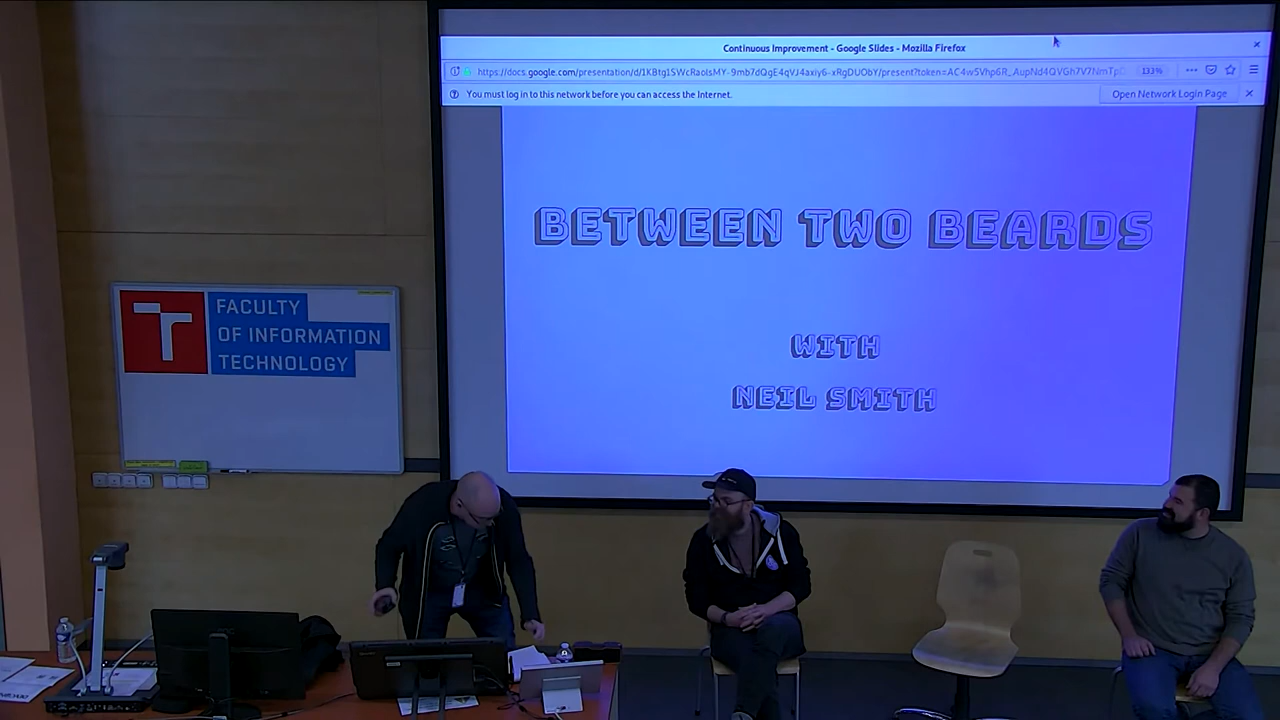 Continuous Improvement - Google Slides - Mozilla Firefox
133%
You must log in to this network before you can access the Internet.
Open Network Login Page
BETWEEN TWO BEARDS
WITH
NEIL SMITH
FACULTY
OF INFORMATION
TECHNOLOGY